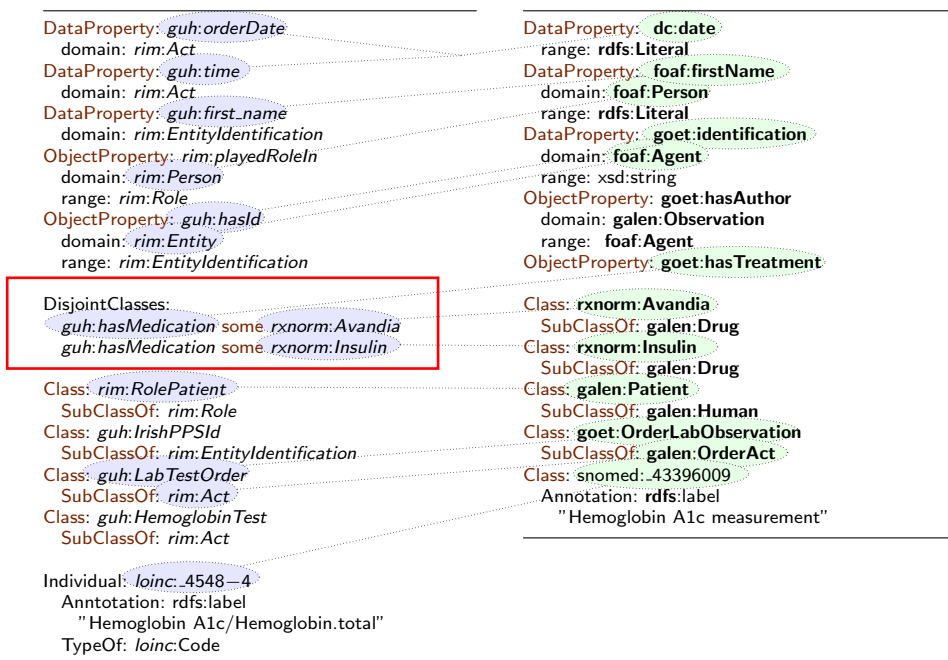 DataProperty: guh:orderDate
domain: rim:Act
DataProperty: guh:time
domain: rim:Act
DataProperty: guh:first_name
domain: rim:EntityIdentification
ObjectProperty: rim:playedRoleIn
domain: rim:Person
range: rim:Role
ObjectProperty: guh:hasId
domain: rim:Entity
range: rim:EntityIdentification
DisjointClasses:
guh:hasMedication some rxnorm:Avandia
guh:hasMedication some rxnorm:Insulin
Class: rim:RolePatient
SubClassOf: rim:Role
Class: guh:IrishPPSId
SubClassOf: rim:EntityIdentification
Class: guh:LabTestOrder
SubClassOf: rim:Act
Class: guh:HemoglobinTest
SubClassOf: rim:Act
Individual: loinc:_4548−4
Anntotation: rdfs:label
"Hemoglobin A1c/Hemoglobin.total"
TypeOf: loinc:Code
DataProperty: dc:date
range: rdfs:Literal
DataProperty: foaf:firstName
domain: foaf:Person
range: rdfs:Literal
DataProperty: goet:identification
domain: foaf:Agent
range: xsd:string
ObjectProperty: goet:hasAuthor
domain: galen:Observation
range: foaf:Agent
ObjectProperty: goet:hasTreatment
Class: rxnorm:Avandia
SubClassOf: galen:Drug
Class: rxnorm:Insulin
SubClassOf: galen:Drug
Class: galen:Patient
SubClassOf: galen:Human
Class: goet:OrderLabObservation
SubClassOf: galen:OrderAct
Class: snomed:_43396009
Annotation: rdfs:label
"Hemoglobin A1c measurement"